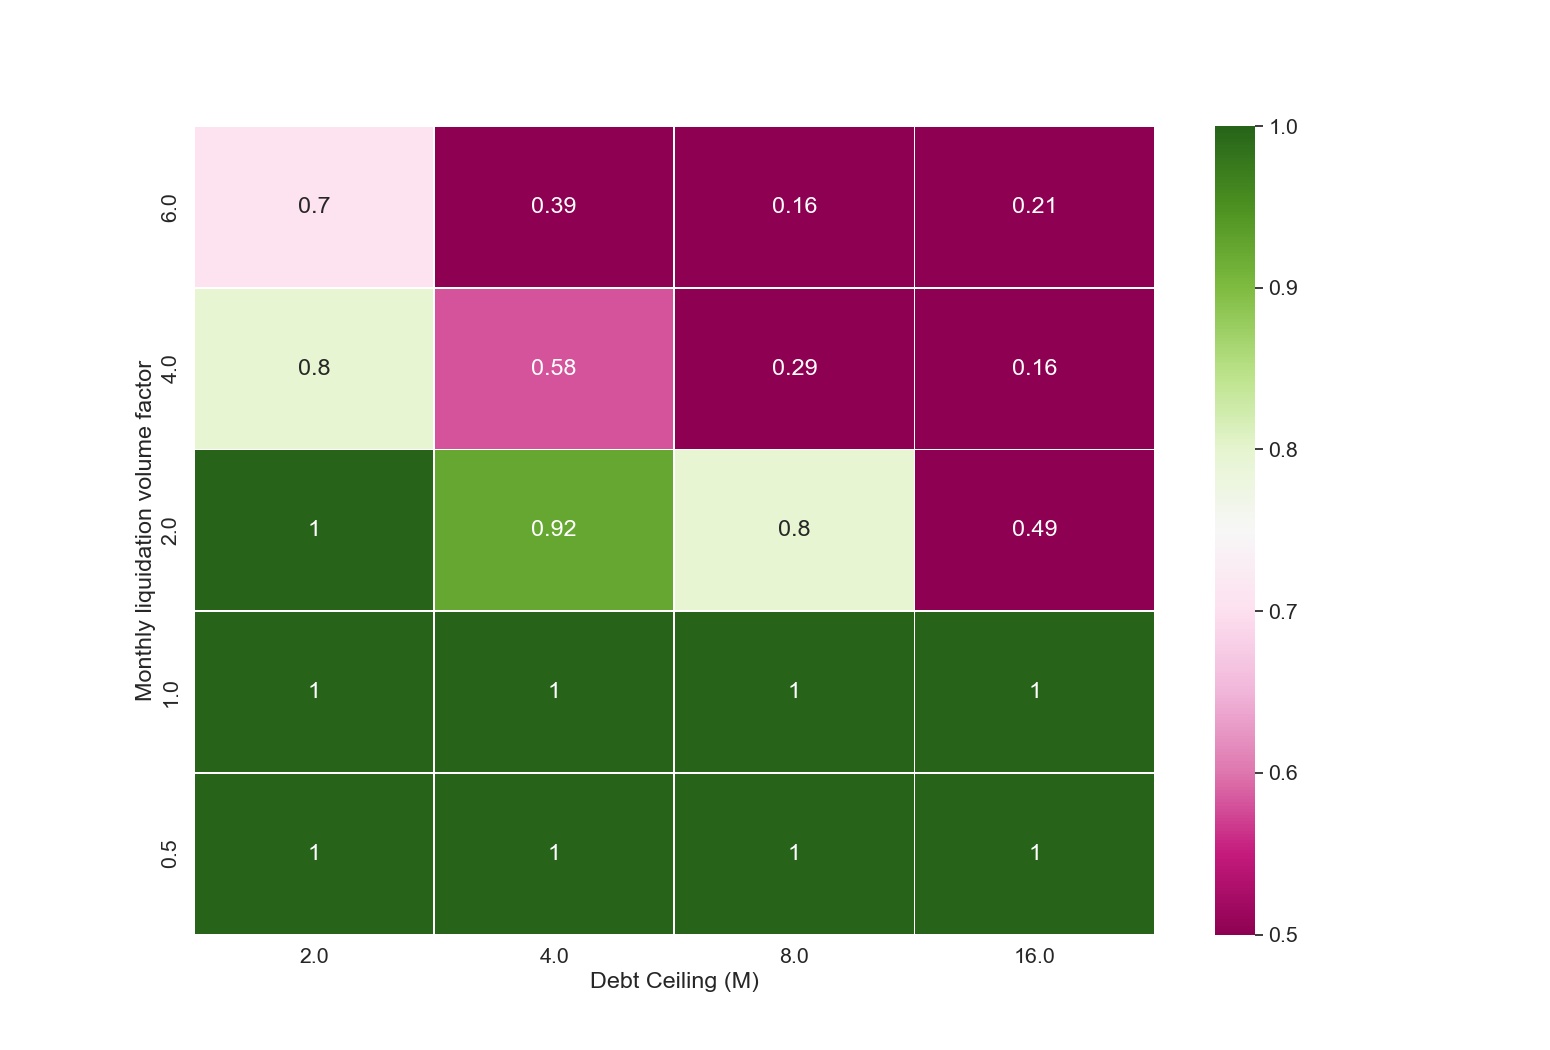 1.0
6.0 0.7 0.39 0.16 0.21
0.9
4.0 0.8 0.58 0.29 0.16
0.8
Monthly liquidation volume factor
2.0 1 0.92 0.8 0.49
0.7
1.0 1 1 1 1
0.6
0.5 1 1 1 1
0.5
2.0 4.0 8.0 16.0
Debt Ceiling (M)